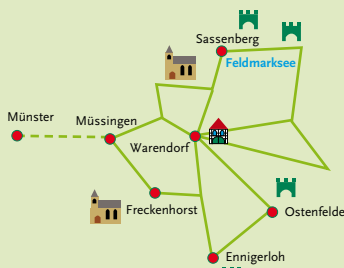 Sassenberg
Feldmarksee
Münster
Müssingen
Warendorf
Freckenhorst
Ostenfelde
Ennigerloh